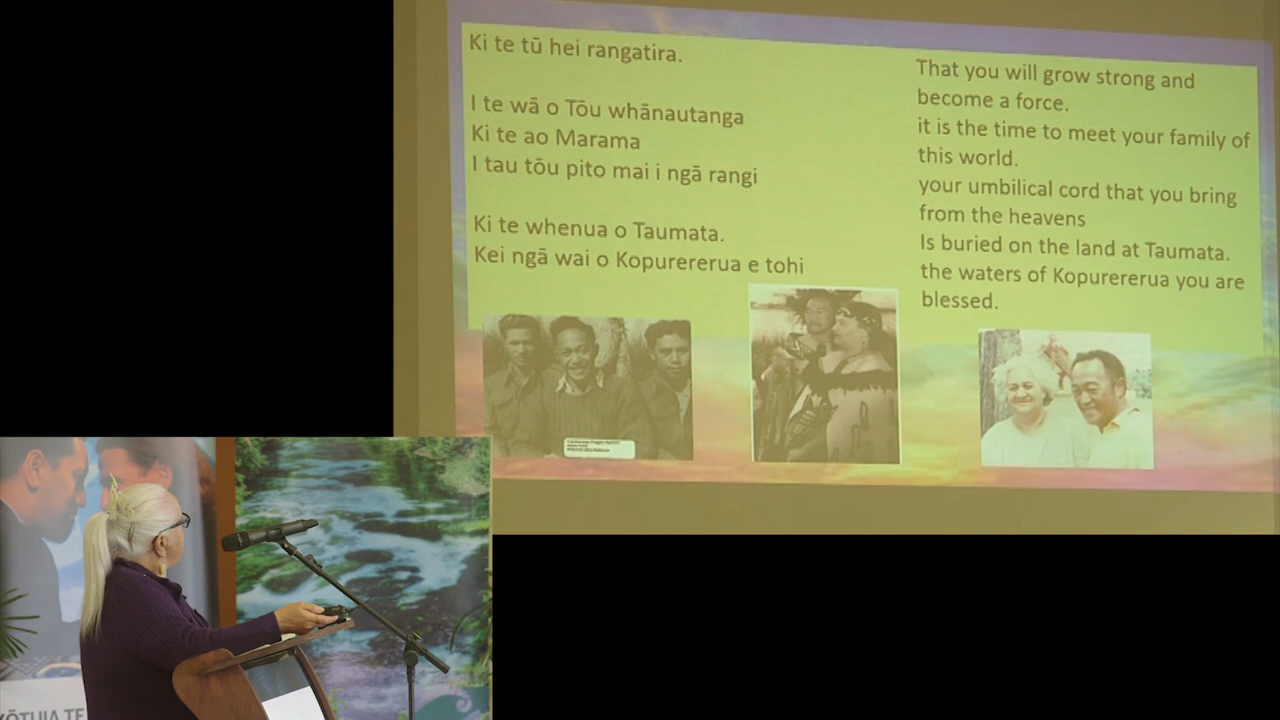 Ki te tū hei rangatira.
I te wā o Tōu whānautanga
Ki te ao Marama
I tau tōu pito mai i ngā rangi
Ki te whenua o Taumata.
Kei ngā wai o Kopurererua e tohi
That you will grow strong and
become a force.
it is the time to meet your family of
this world.
your umbilical cord that you bring
from the heavens
Is buried on the land at Taumata.
the waters of Kopurererua you are
blessed.
KŌTUIA TE